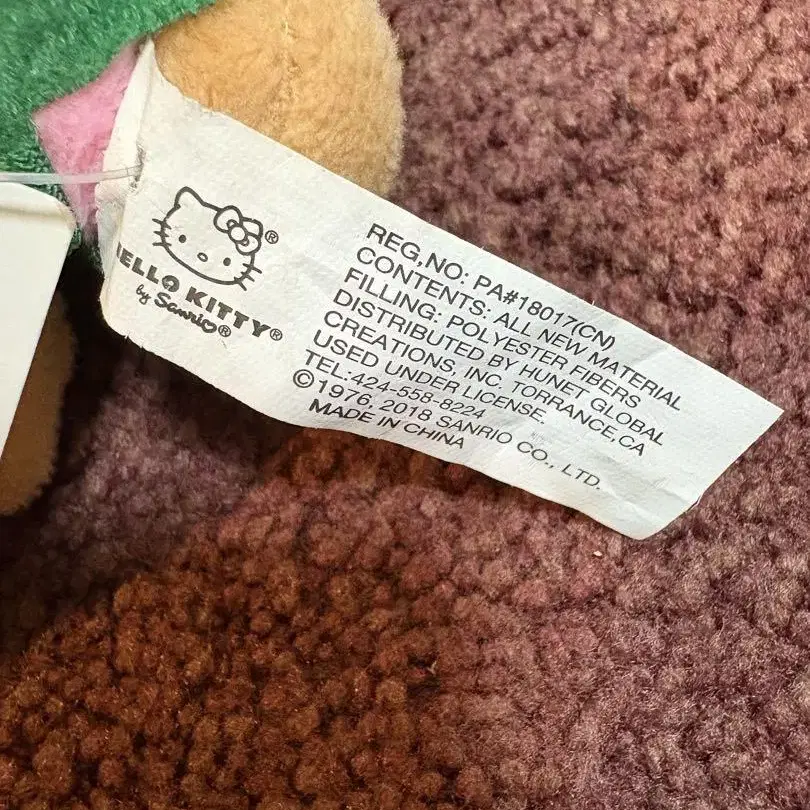 HELLO KITTY®
by Sanrio®
REG.NO: PA#18017(CN)
CONTENTS: ALL NEW MATERIAL
FILLING: POLYESTER FIBERS
DISTRIBUTED BY HUNET GLOBAL
CREATIONS, INC. TORRANCE,CA
USED UNDER LICENSE.
TEL:424-558-8224
©1976, 2018 SANRIO CO., LTD.
MADE IN CHINA